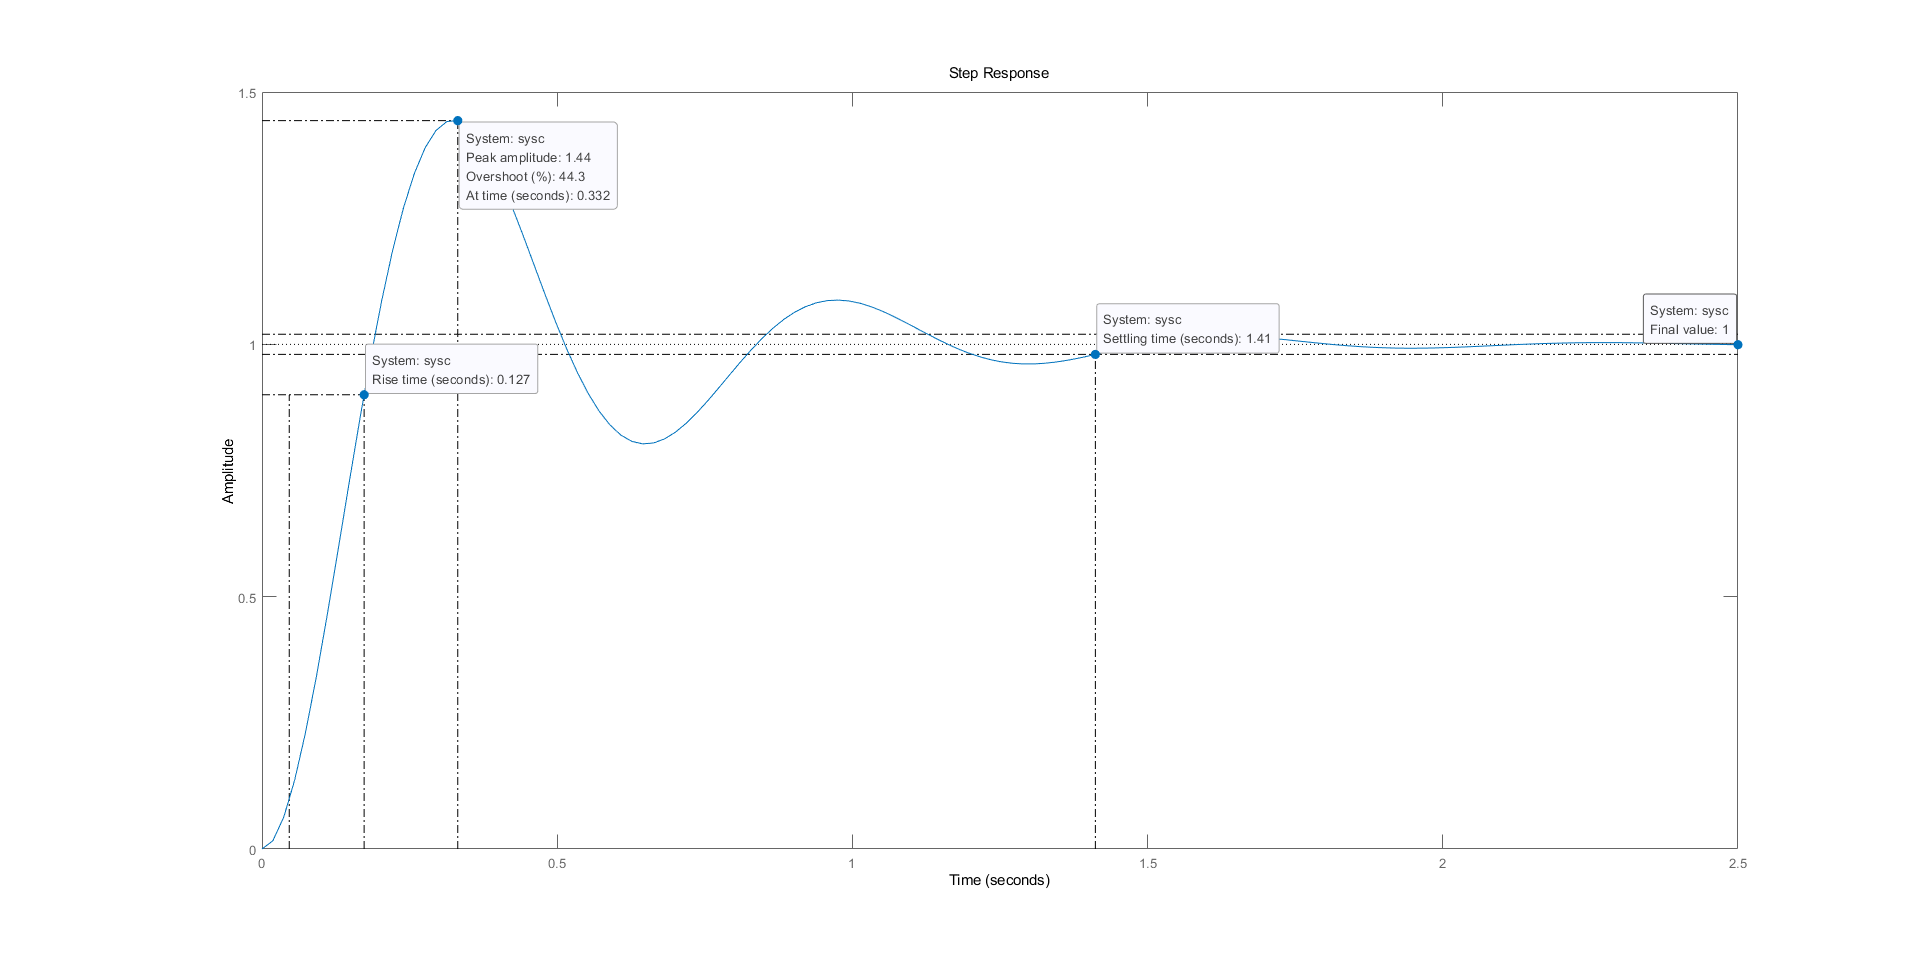 Step Response
1.5
System: sysc
Peak amplitude: 1.44
Overshoot (%): 44.3
At time (seconds): 0.332
System: sysc
Final value: 1
System: sysc
Settling time (seconds): 1.41
1
System: sysc
Rise time (seconds): 0.127
Amplitude
0.5
0
0 0.5 1 1.5 2 2.5
Time (seconds)